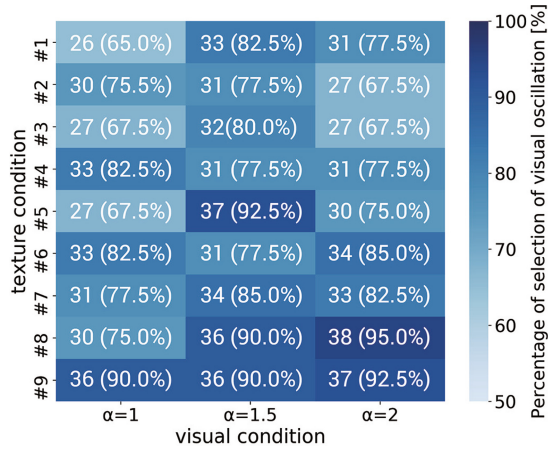 #1 26 (65.0%) 33 (82.5%) 31 (77.5%)
#2 30 (75.5%) 31 (77.5%) 27 (67.5%)
#3 27 (67.5%) 32(80.0%) 27 (67.5%)
#4 33 (82.5%) 31 (77.5%) 31 (77.5%)
#5 27 (67.5%) 37 (92.5%) 30 (75.0%)
#6 33 (82.5%) 31 (77.5%) 34 (85.0%)
#7 31 (77.5%) 34 (85.0%) 33 (82.5%)
#8 30 (75.0%) 36 (90.0%) 38 (95.0%)
#9 36 (90.0%) 36 (90.0%) 37 (92.5%)
α=1 α=1.5 α=2
visual condition
texture condition
100
90
80
70
60
50
Percentage of selection of visual oscillation [%]